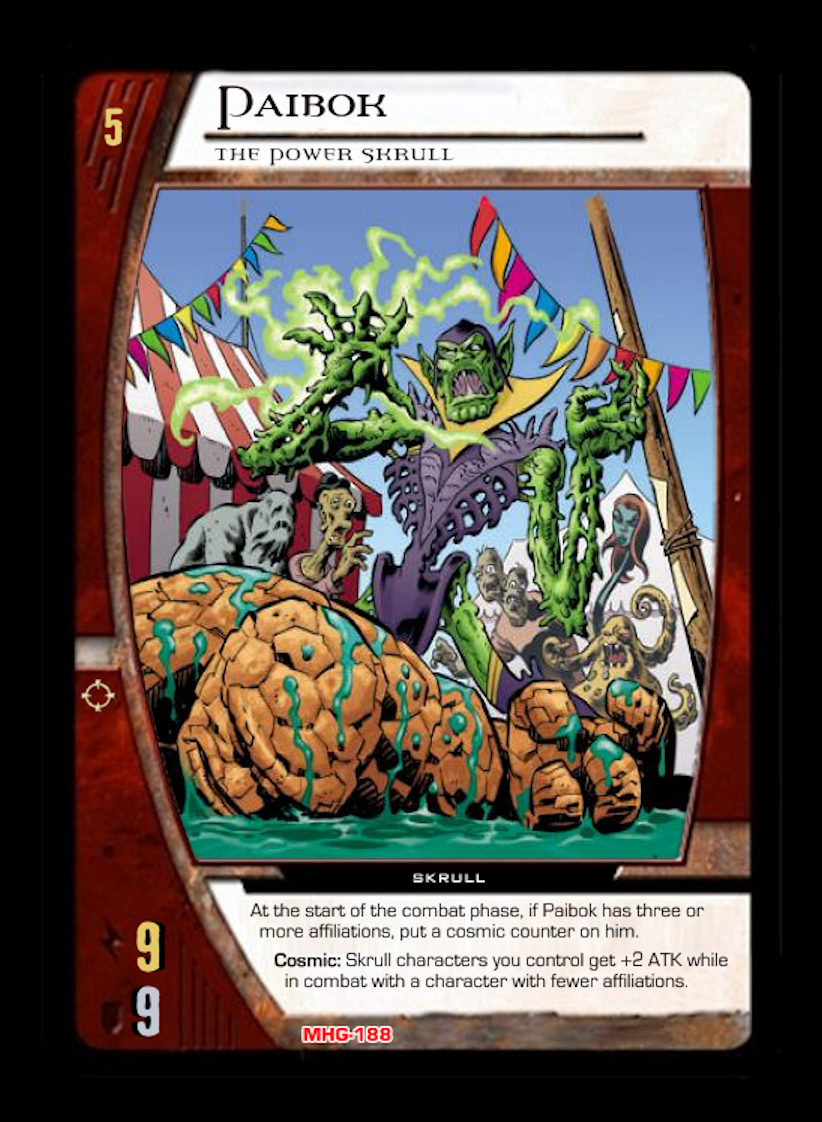 5
PAIBOK
THE POWER SKRULL
SKRULL
At the start of the combat phase, if Paibok has three or
more affiliations, put a cosmic counter on him.
Cosmic: Skrull characters you control get +2 ATK while
in combat with a character with fewer affiliations.
9
9
MHG-188